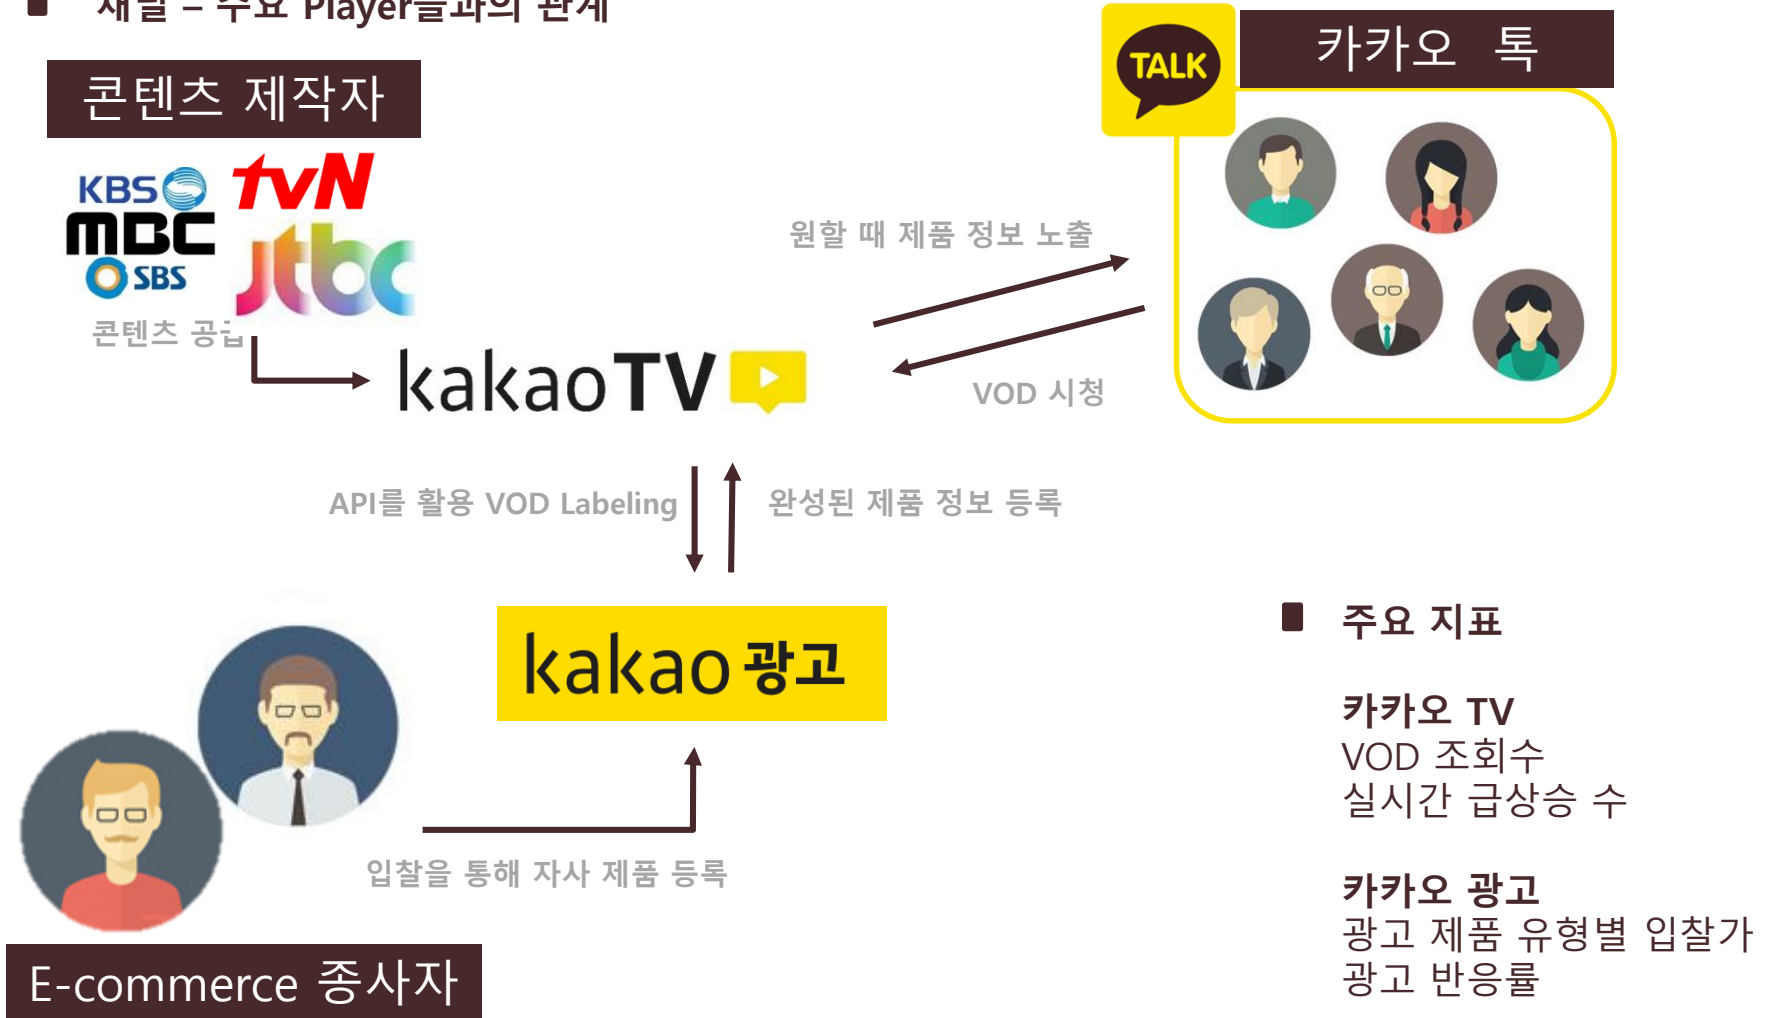 채널 – 주요 Player들과의 관계
콘텐츠 제작자
KBS
tvN
MBC
SBS
jtbc
콘텐츠 공급
kakaoTV
TALK
카카오 톡
원할 때 제품 정보 노출
VOD 시청
API를 활용 VOD Labeling
완성된 제품 정보 등록
kakao 광고
입찰을 통해 자사 제품 등록
E-commerce 종사자
주요 지표
카카오 TV
VOD 조회수
실시간 급상승 수
카카오 광고
광고 제품 유형별 입찰가
광고 반응률